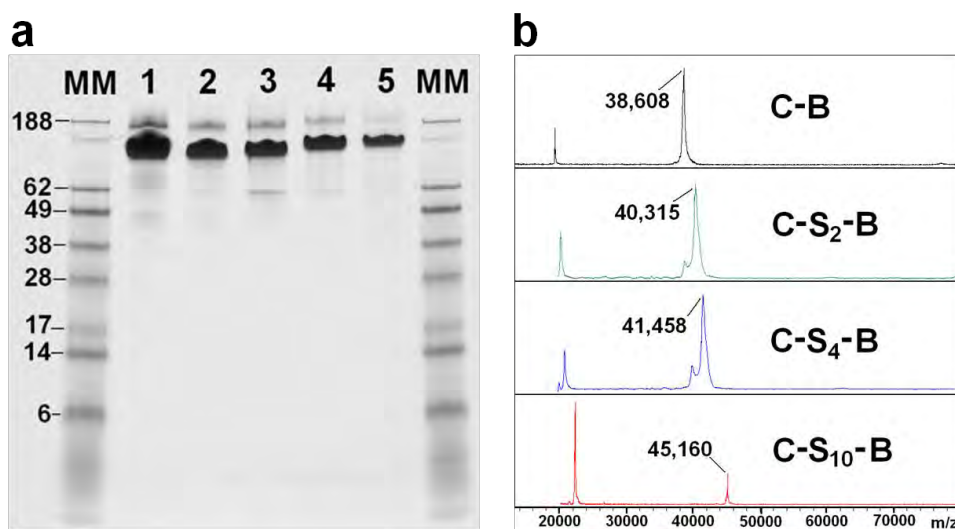 a
MM 1 2 3 4 5 MM
188
62
49
38
28
17
14
6
b
38,608
C-B
40,315
C-S₂-B
41,458
C-S₄-B
45,160
C-S₁₀-B
20000 30000 40000 50000 60000 70000 m/z